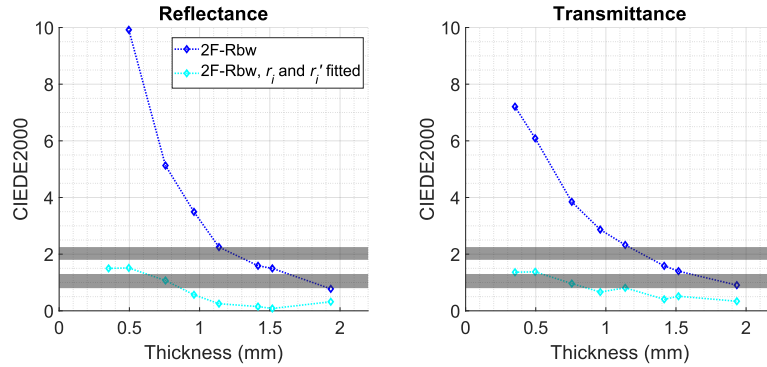 Reflectance
10
8
6
4
2
0
CIEDE2000
2F-Rbw
2F-Rbw, ri and ri' fitted
0 0.5 1 1.5 2
Thickness (mm)
Transmittance
10
8
6
4
2
0
CIEDE2000
0 0.5 1 1.5 2
Thickness (mm)